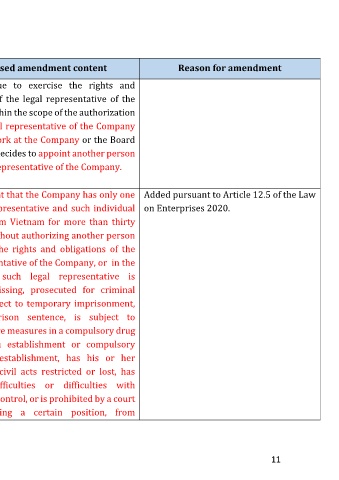 sed amendment content
Reason for amendment
ue to exercise the rights and
f the legal representative of the
hin the scope of the authorization
l representative of the Company
ork at the Company or the Board
ecides to appoint another person
epresentative of the Company.
t that the Company has only one
presentative and such individual
m Vietnam for more than thirty
hout authorizing another person
he rights and obligations of the
ntative of the Company, or in the
such legal representative is
issing, prosecuted for criminal
ect to temporary imprisonment,
rison sentence, is subject to
ve measures in a compulsory drug
n establishment or compulsory
establishment, has his or her
civil acts restricted or lost, has
fficulties or difficulties with
ontrol, or is prohibited by a court
ing a certain position, from
Added pursuant to Article 12.5 of the Law
on Enterprises 2020.
11